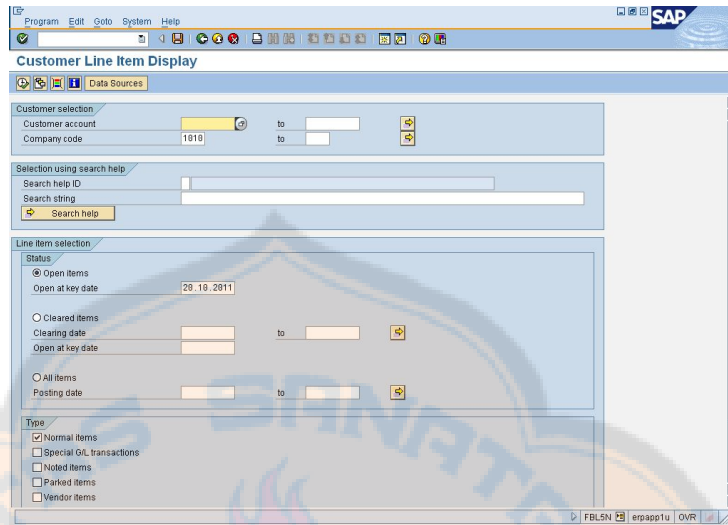 Program Edit Goto System Help
SAP
Customer Line Item Display
Data Sources
Customer selection
Customer account to
Company code 1010 to
Selection using search help
Search help ID
Search string
Search help
Line item selection
Status
Open items
Open at key date 20.10.2011
Cleared items
Clearing date to
Open at key date
All items
Posting date to
Type
Normal items
Special G/L transactions
Noted items
Parked items
Vendor items
FBL5N erpapp1u OVR